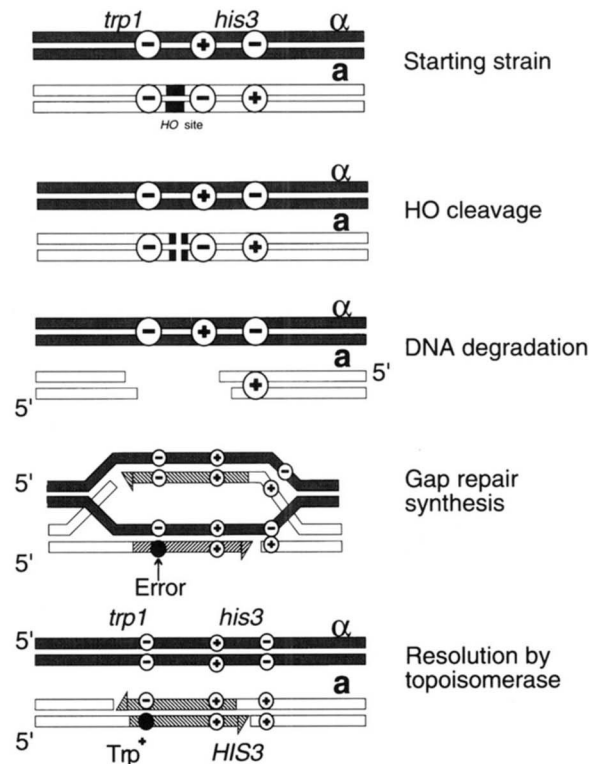 trp1 his3 α
− + −
Starting strain
a
− − +
HO site
α
− + −
HO cleavage
a
− − +
α
− + −
DNA degradation
a
+ 5'
5'
5'
− + −
− + +
Gap repair
synthesis
− + −
+ +
5'
Error
trp1 his3 α
5'
− + −
− + −
Resolution by
topoisomerase
a
− + +
+ +
5'
Trp+ HIS3